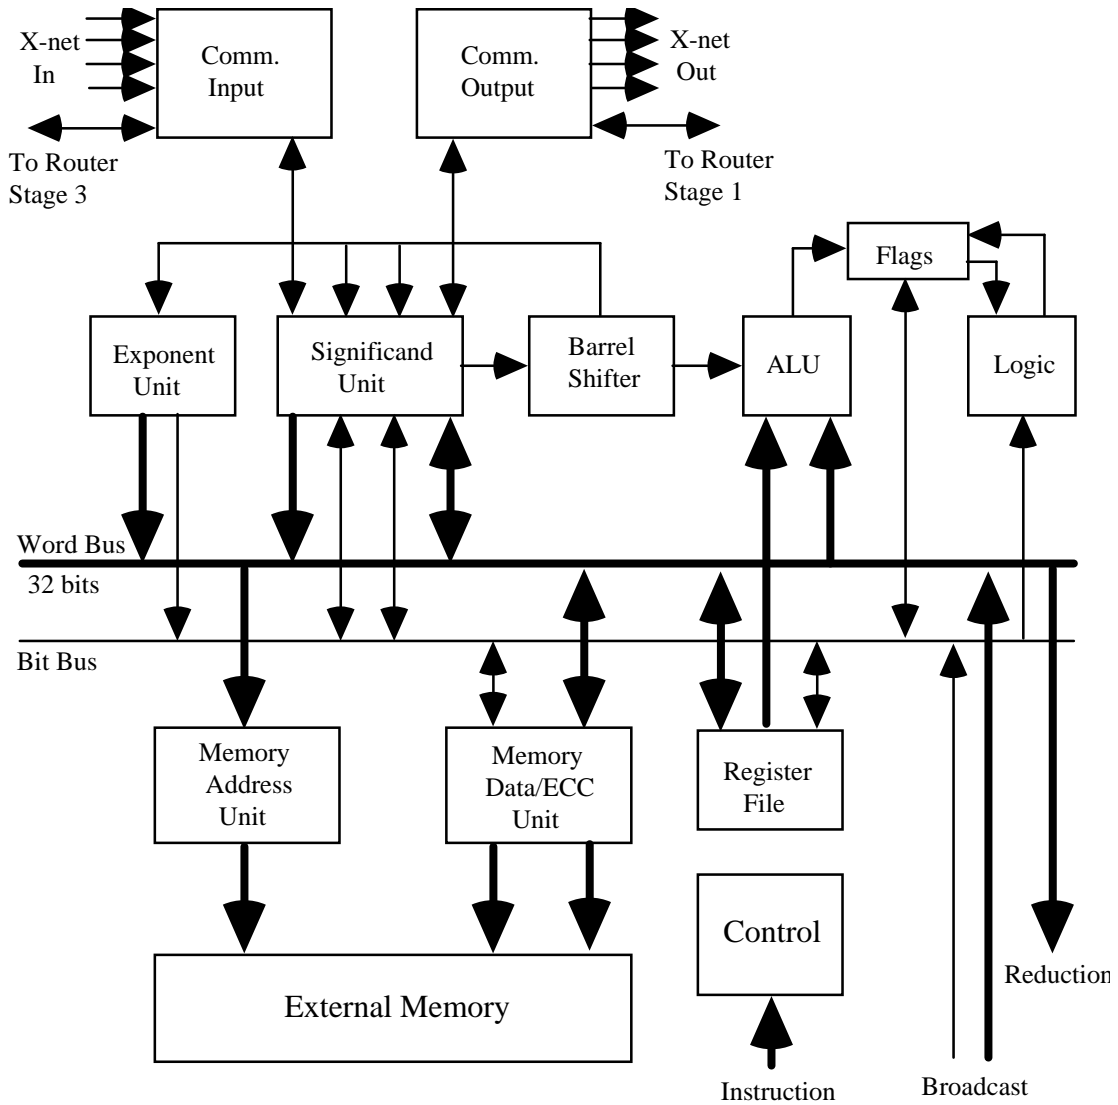 X-net
In
Comm.
Input
Comm.
Output
X-net
Out
To Router
Stage 3
To Router
Stage 1
Flags
Exponent
Unit
Significand
Unit
Barrel
Shifter
ALU
Logic
Word Bus
32 bits
Bit Bus
Memory
Address
Unit
Memory
Data/ECC
Unit
Register
File
Control
External Memory
Reduction
Instruction
Broadcast